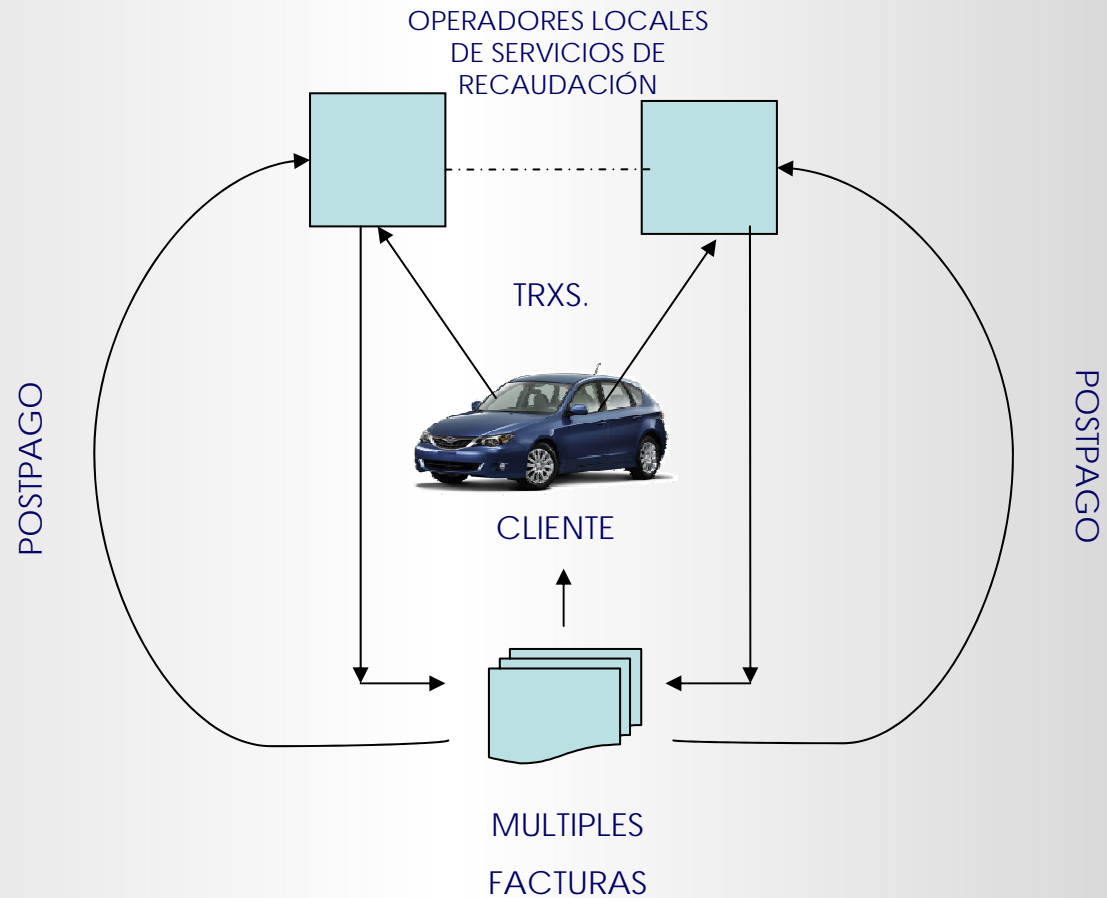 OPERADORES LOCALES
DE SERVICIOS DE
RECAUDACIÓN
TRXS.
POSTPAGO
POSTPAGO
CLIENTE
MULTIPLES
FACTURAS